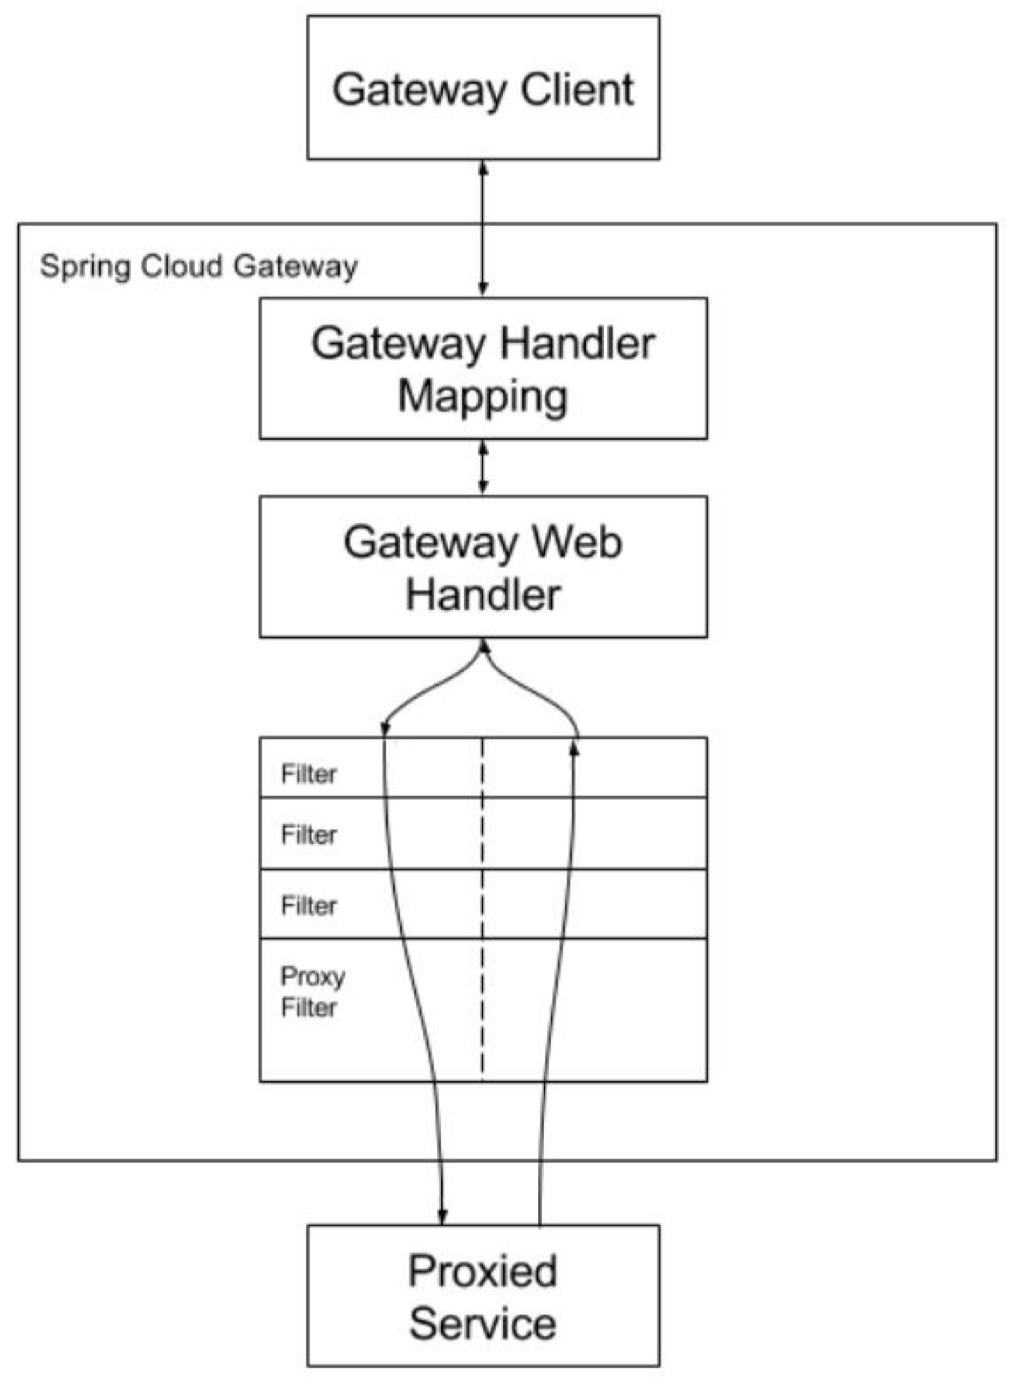 Gateway Client
Spring Cloud Gateway
Gateway Handler
Mapping
Gateway Web
Handler
Filter
Filter
Filter
Proxy
Filter
Proxied
Service